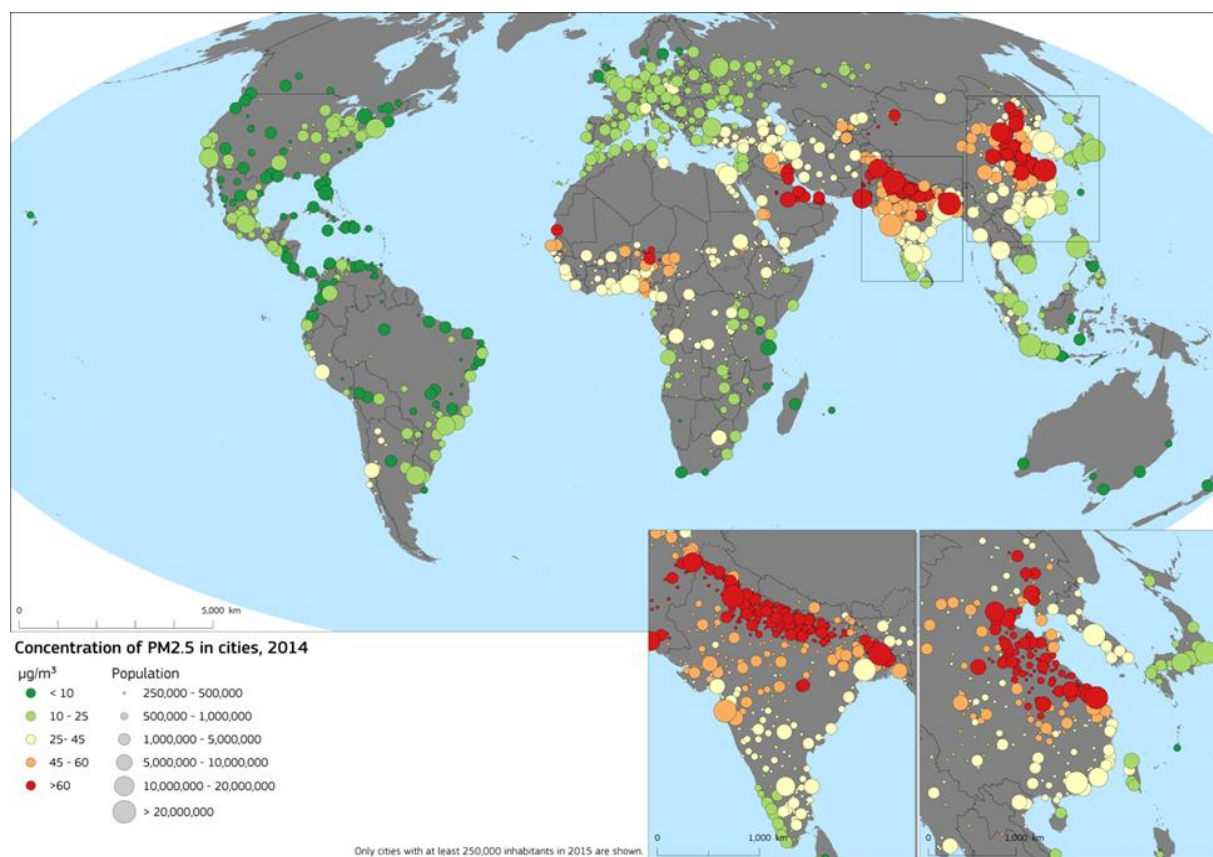 0 5,000 km
Concentration of PM2.5 in cities, 2014
μg/m³ Population
< 10 250,000 - 500,000
10 - 25 500,000 - 1,000,000
25- 45 1,000,000 - 5,000,000
45 - 60 5,000,000 - 10,000,000
>60 10,000,000 - 20,000,000
> 20,000,000
Only cities with at least 250,000 inhabitants in 2015 are shown.
0 1,000 km
0 1,000 km